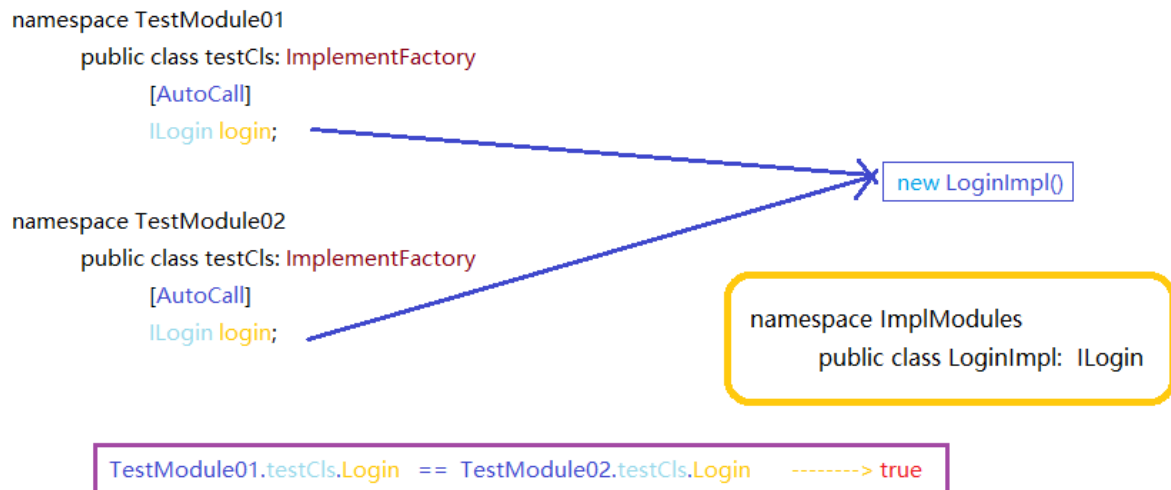 namespace TestModule01
public class testCls: ImplementFactory
[AutoCall]
ILogin login;
new LoginImpl()
namespace TestModule02
public class testCls: ImplementFactory
[AutoCall]
ILogin login;
namespace ImplModules
public class LoginImpl: ILogin
TestModule01.testCls.Login == TestModule02.testCls.Login --------> true